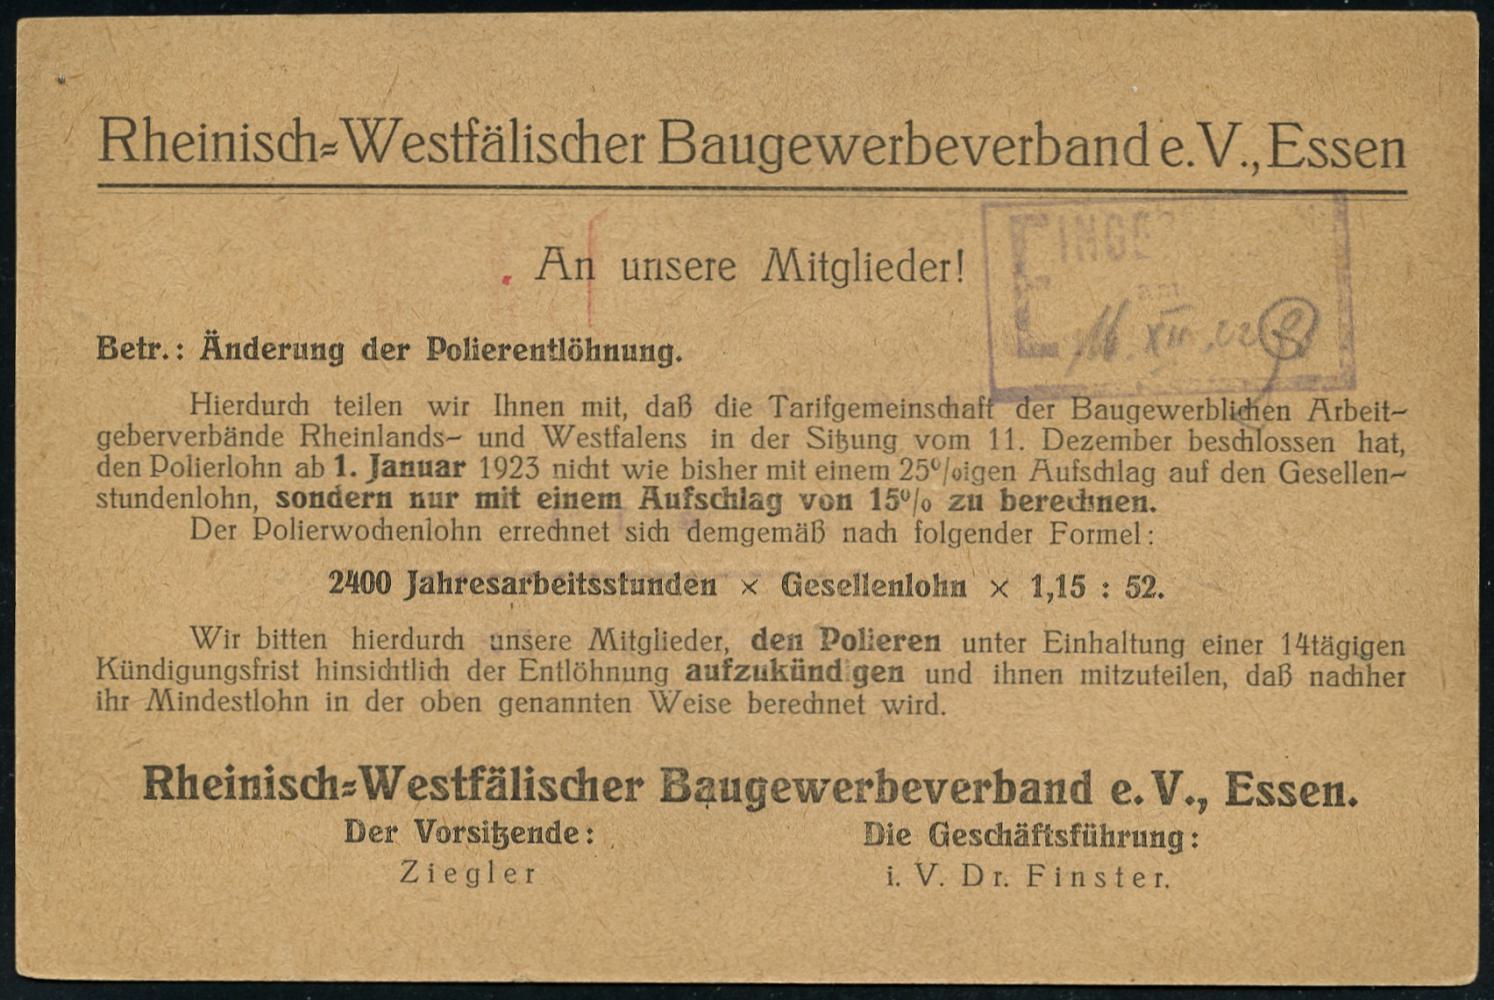 Rheinisch=Westfälischer Baugewerbeverband e. V., Essen
EINGE
am
16. XII. 22
An unsere Mitglieder!
Betr.: Änderung der Polierentlöhnung.
Hierdurch teilen wir Ihnen mit, daß die Tarifgemeinschaft der Baugewerblichen Arbeit-
geberverbände Rheinlands- und Westfalens in der Sitzung vom 11. Dezember beschlossen hat,
den Polierlohn ab 1. Januar 1923 nicht wie bisher mit einem 25%igen Aufschlag auf den Gesellen-
stundenlohn, sondern nur mit einem Aufschlag von 15% zu berechnen.
Der Polierwochenlohn errechnet sich demgemäß nach folgender Formel:
2400 Jahresarbeitsstunden × Gesellenlohn × 1,15 : 52.
Wir bitten hierdurch unsere Mitglieder, den Polieren unter Einhaltung einer 14tägigen
Kündigungsfrist hinsichtlich der Entlöhnung aufzukündigen und ihnen mitzuteilen, daß nachher
ihr Mindestlohn in der oben genannten Weise berechnet wird.
Rheinisch=Westfälischer Baugewerbeverband e. V., Essen.
Der Vorsitzende:
Ziegler
Die Geschäftsführung:
i. V. Dr. Finster.